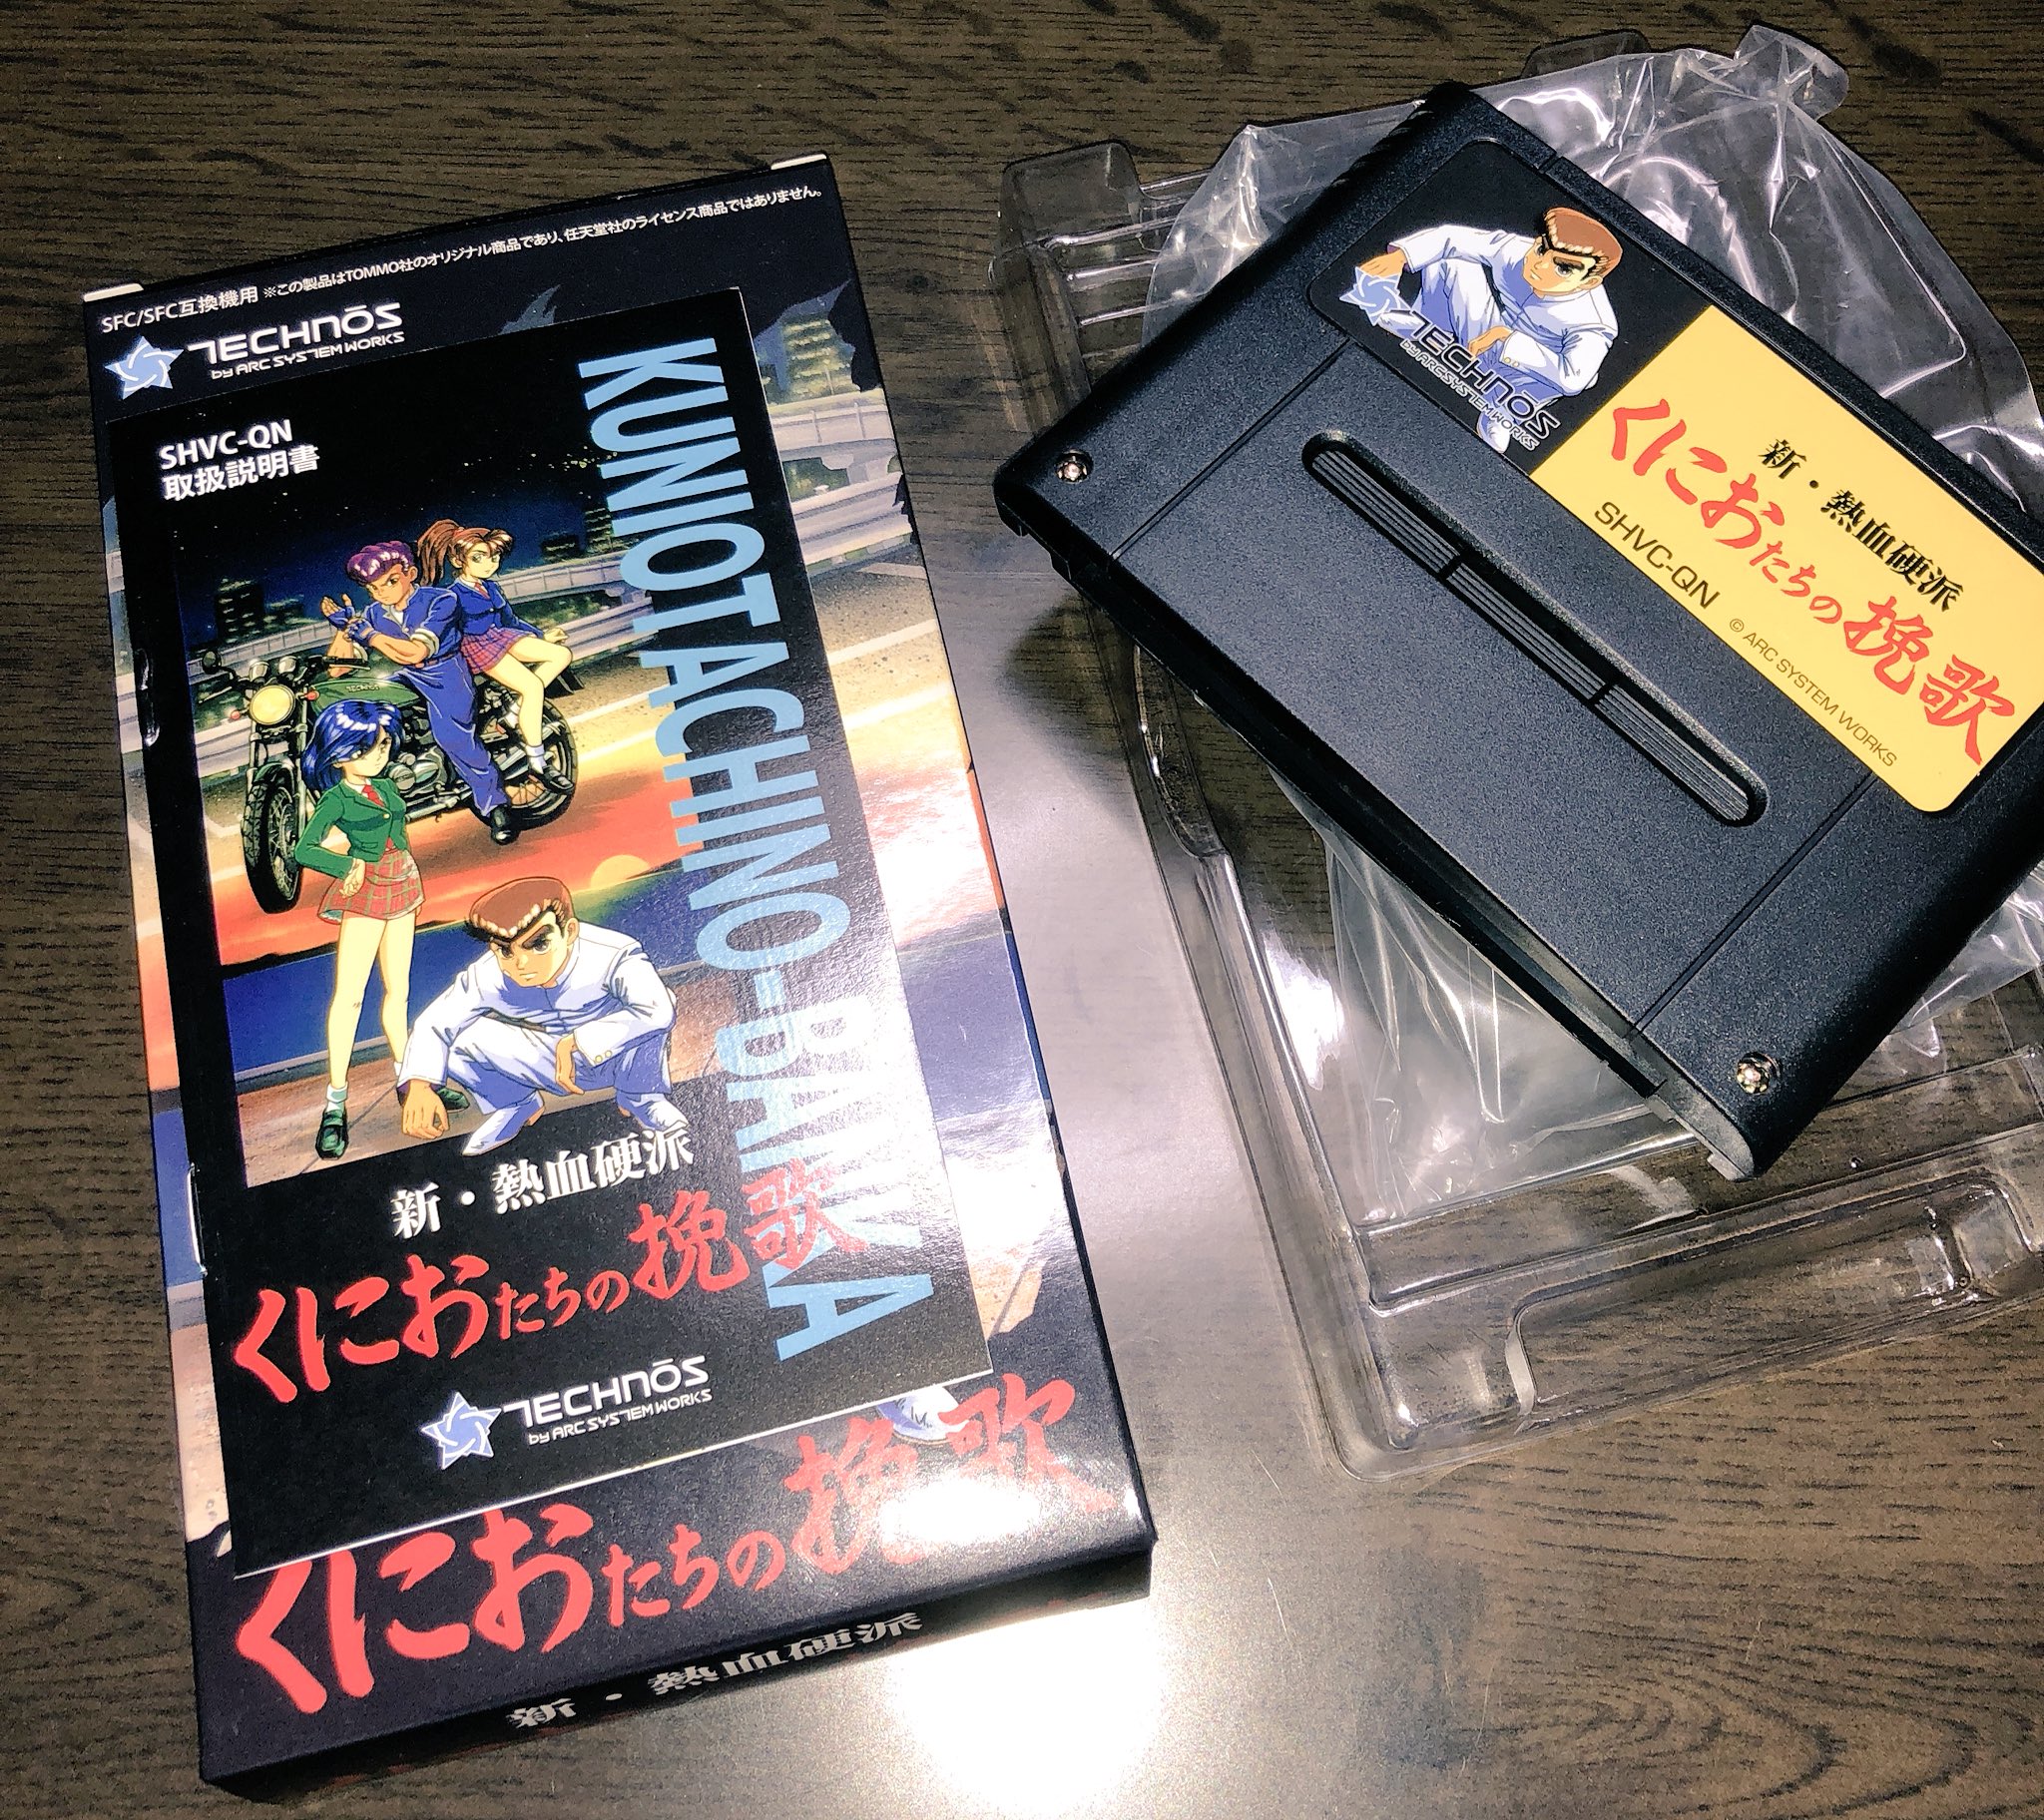 SFC/SFC互換機用 ※この製品はTOMMO社のオリジナル商品であり、任天堂社のライセンス商品ではありません。
TECHNŌS
by ARC SYSTEM WORKS
SHVC-QN
取扱説明書
KUNIOTACHINO-BANKA
新・熱血硬派
くにおたちの挽歌
TECHNŌS
by ARC SYSTEM WORKS
くにおたちの挽歌
新・熱血硬派
TECHNŌS
by ARC SYSTEM WORKS
新・熱血硬派
くにおたちの挽歌
SHVC-QN
© ARC SYSTEM WORKS